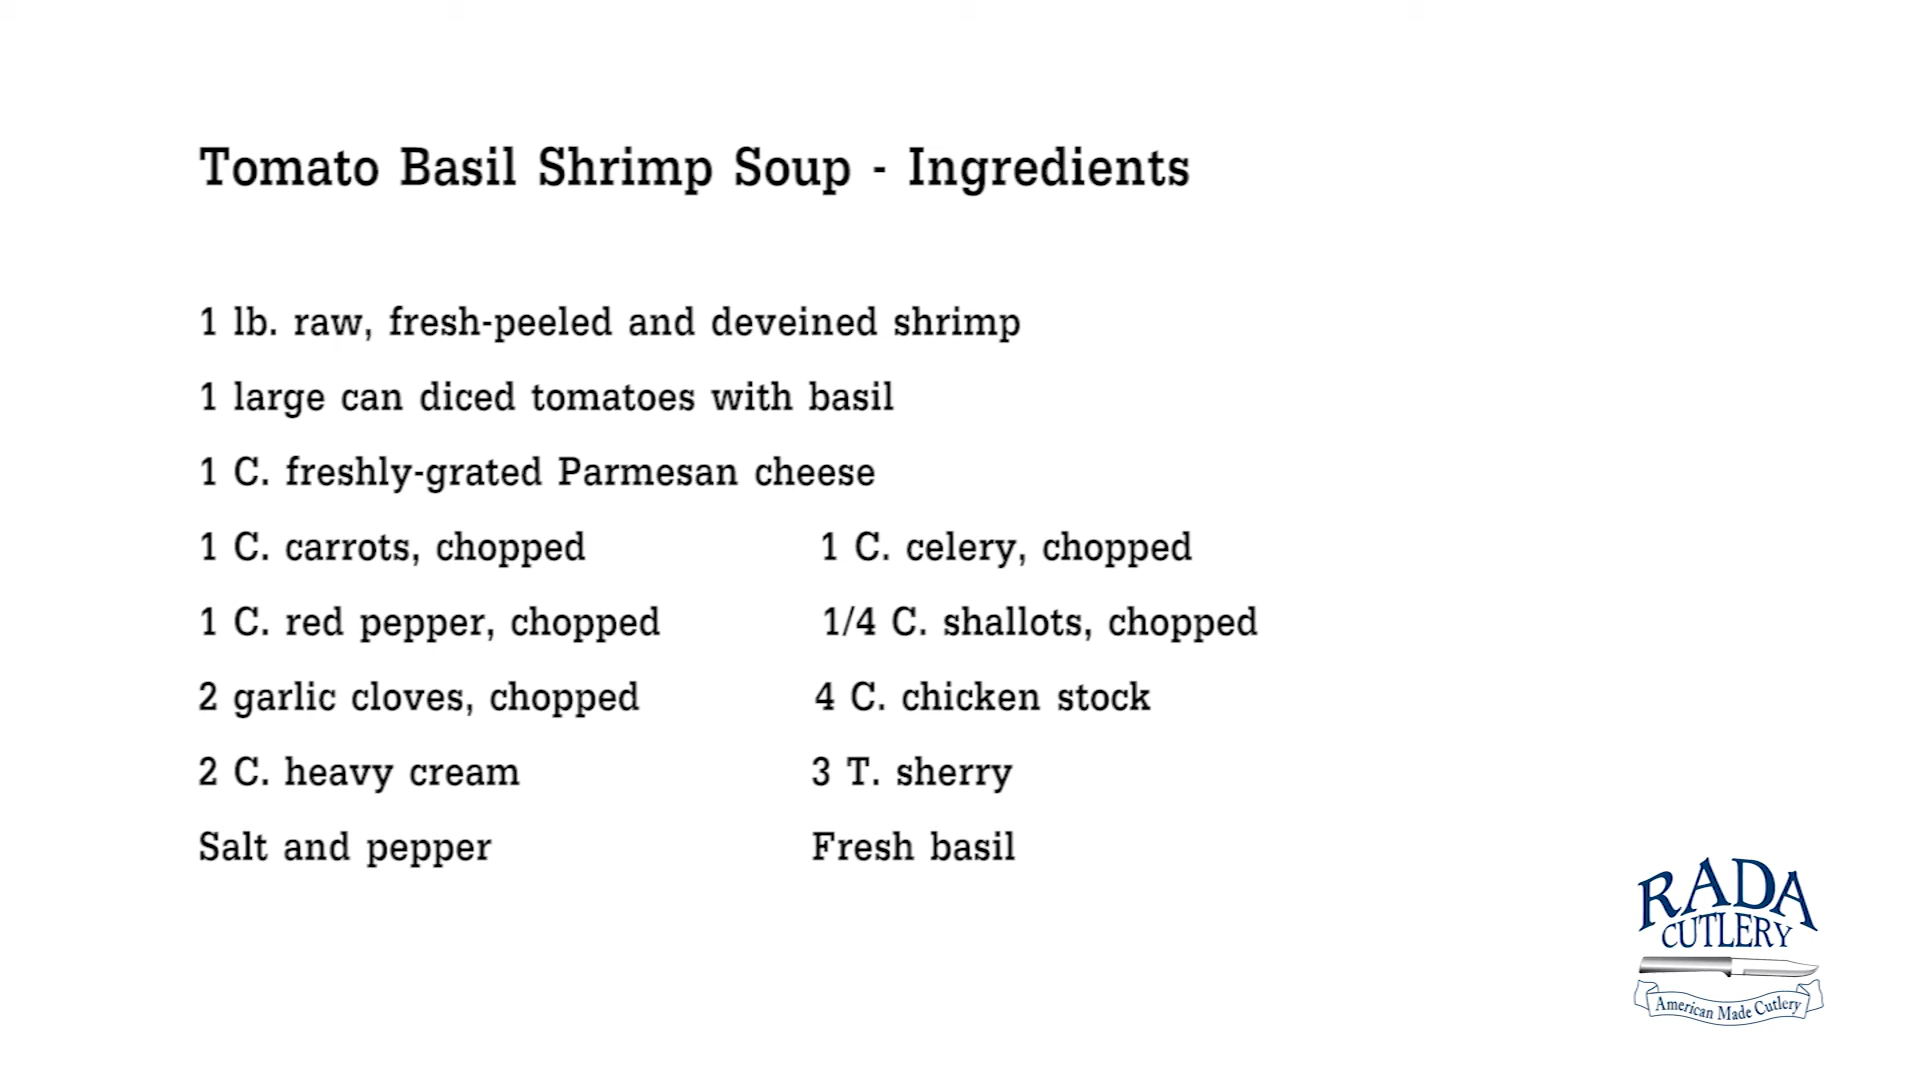 Tomato Basil Shrimp Soup - Ingredients
1 lb. raw, fresh-peeled and deveined shrimp
1 large can diced tomatoes with basil
1 C. freshly-grated Parmesan cheese
1 C. carrots, chopped 1 C. celery, chopped
1 C. red pepper, chopped 1/4 C. shallots, chopped
2 garlic cloves, chopped 4 C. chicken stock
2 C. heavy cream 3 T. sherry
Salt and pepper Fresh basil
RADA
CUTLERY
American Made Cutlery